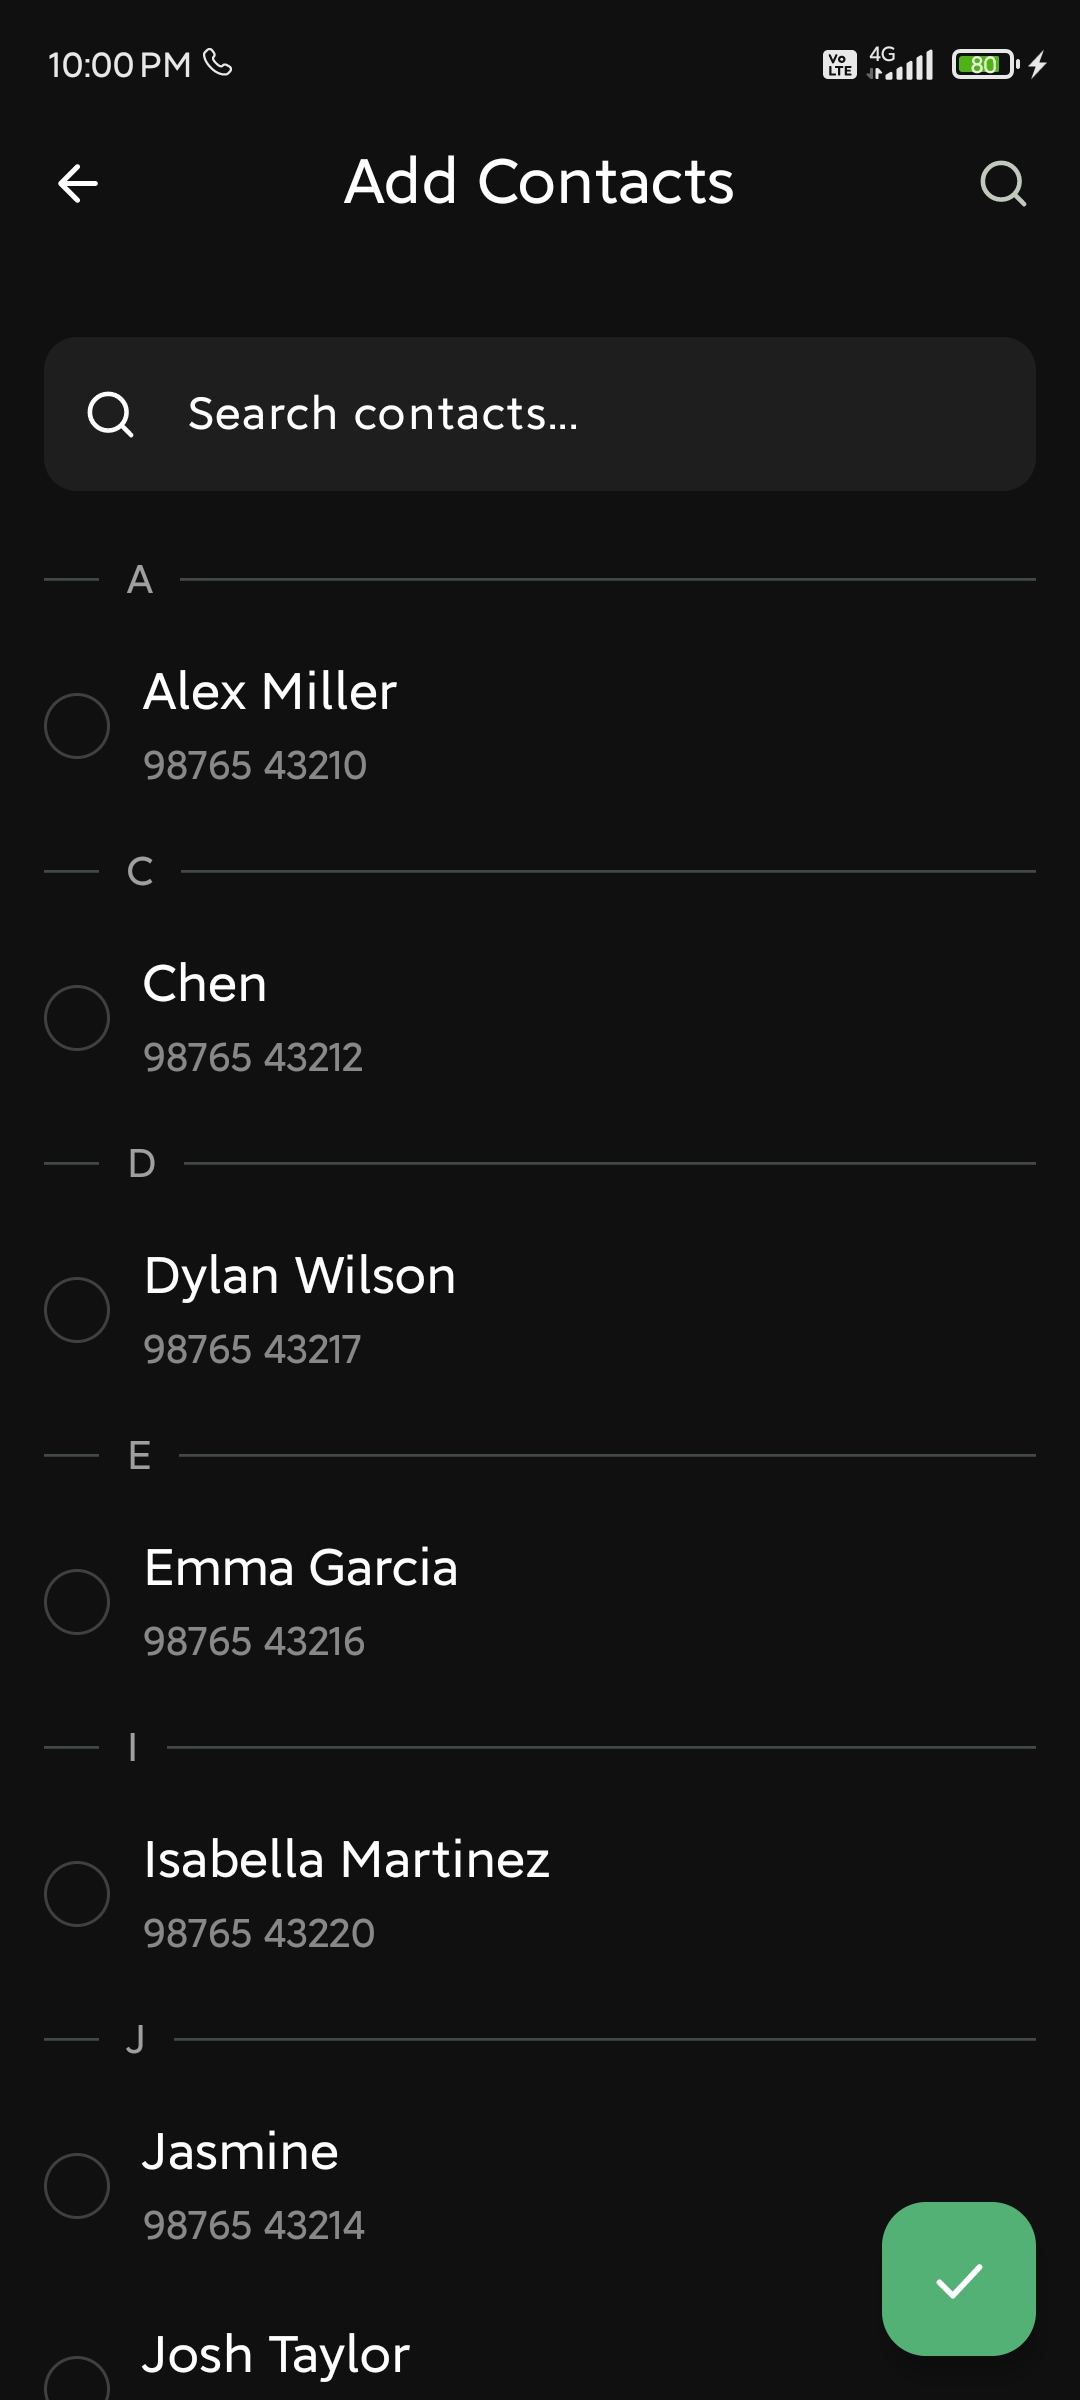 10:00 PM
Vo LTE 4G 80
Add Contacts
Search contacts...
A
Alex Miller
98765 43210
C
Chen
98765 43212
D
Dylan Wilson
98765 43217
E
Emma Garcia
98765 43216
I
Isabella Martinez
98765 43220
J
Jasmine
98765 43214
Josh Taylor